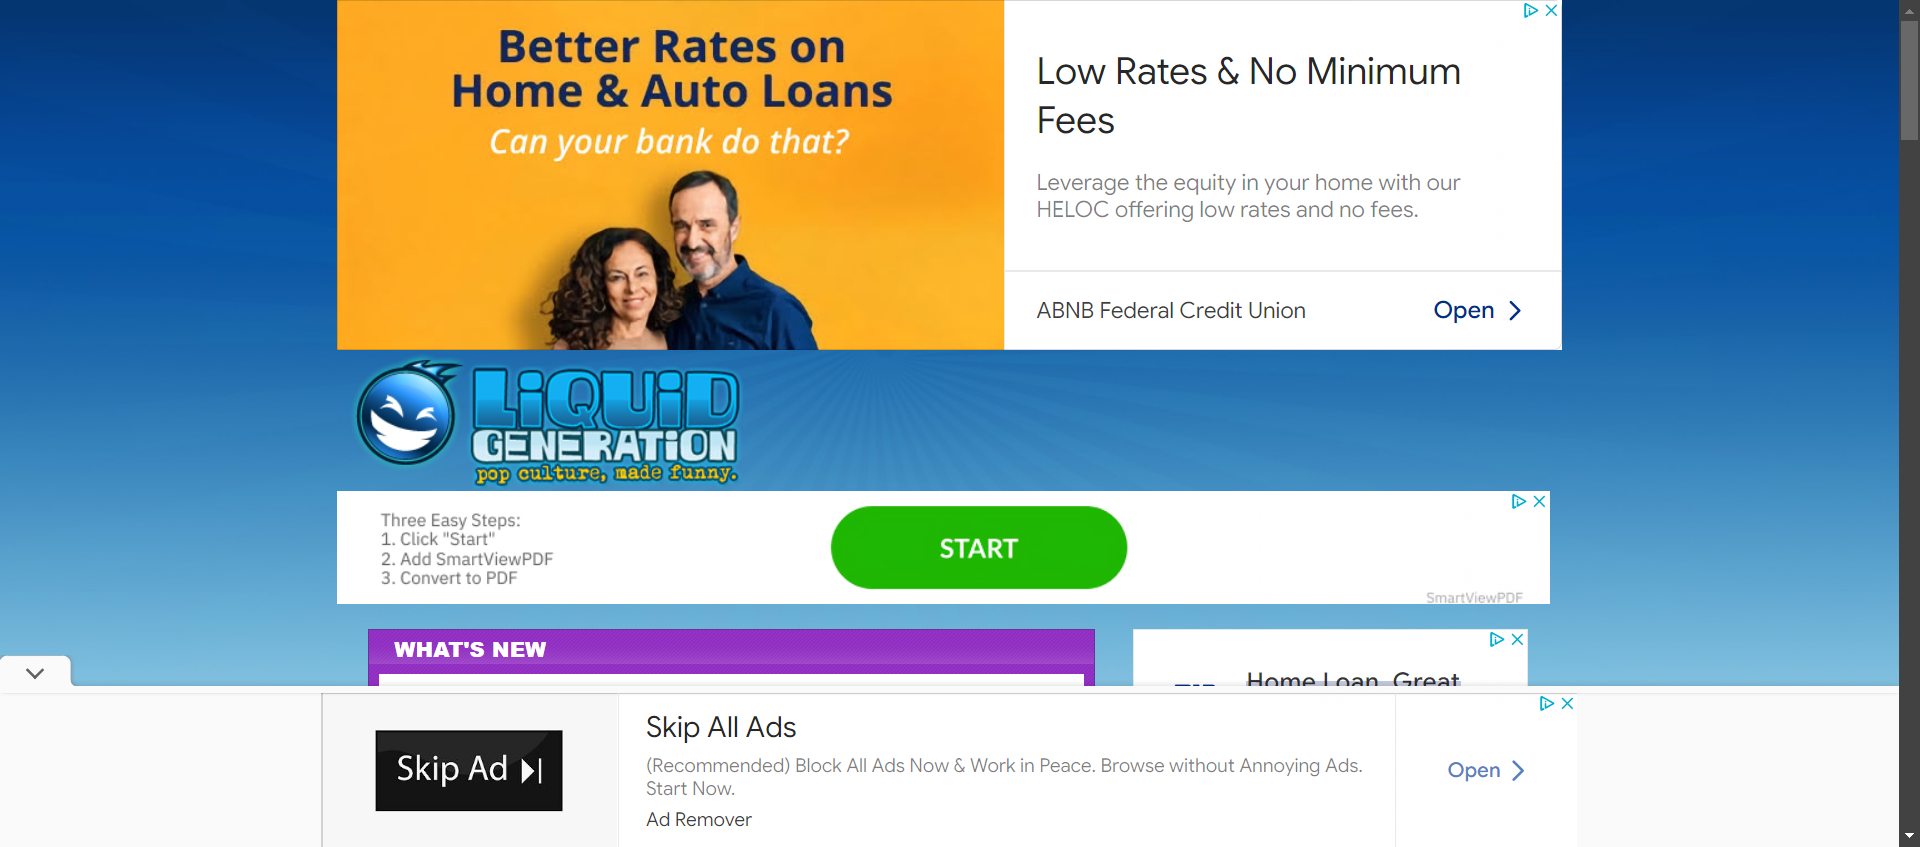 Better Rates on
Home & Auto Loans
Can your bank do that?
Low Rates & No Minimum
Fees
Leverage the equity in your home with our
HELOC offering low rates and no fees.
ABNB Federal Credit Union
Open
LiQUiD
GENERATiON
pop culture, made funny.
Three Easy Steps:
1. Click "Start"
2. Add SmartViewPDF
3. Convert to PDF
START
SmartViewPDF
WHAT'S NEW
Home Loan, Great
Skip Ad
Skip All Ads
(Recommended) Block All Ads Now & Work in Peace. Browse without Annoying Ads.
Start Now.
Ad Remover
Open